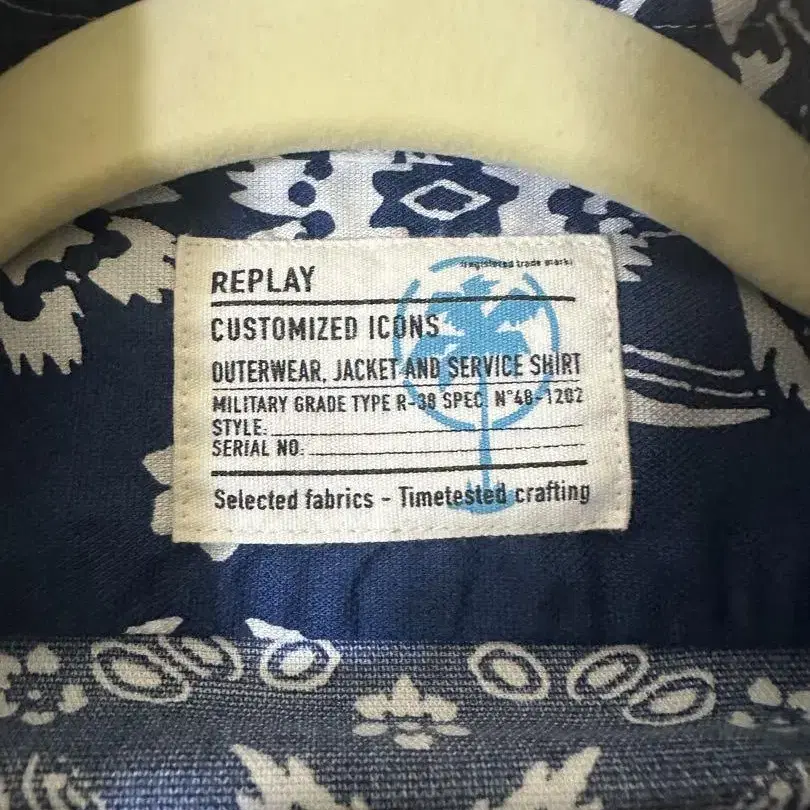 (registered trade mark)
REPLAY
CUSTOMIZED ICONS
OUTERWEAR, JACKET AND SERVICE SHIRT
MILITARY GRADE TYPE R-38 SPEC. N°48-1202
STYLE:
SERIAL NO.
Selected fabrics - Timetested crafting